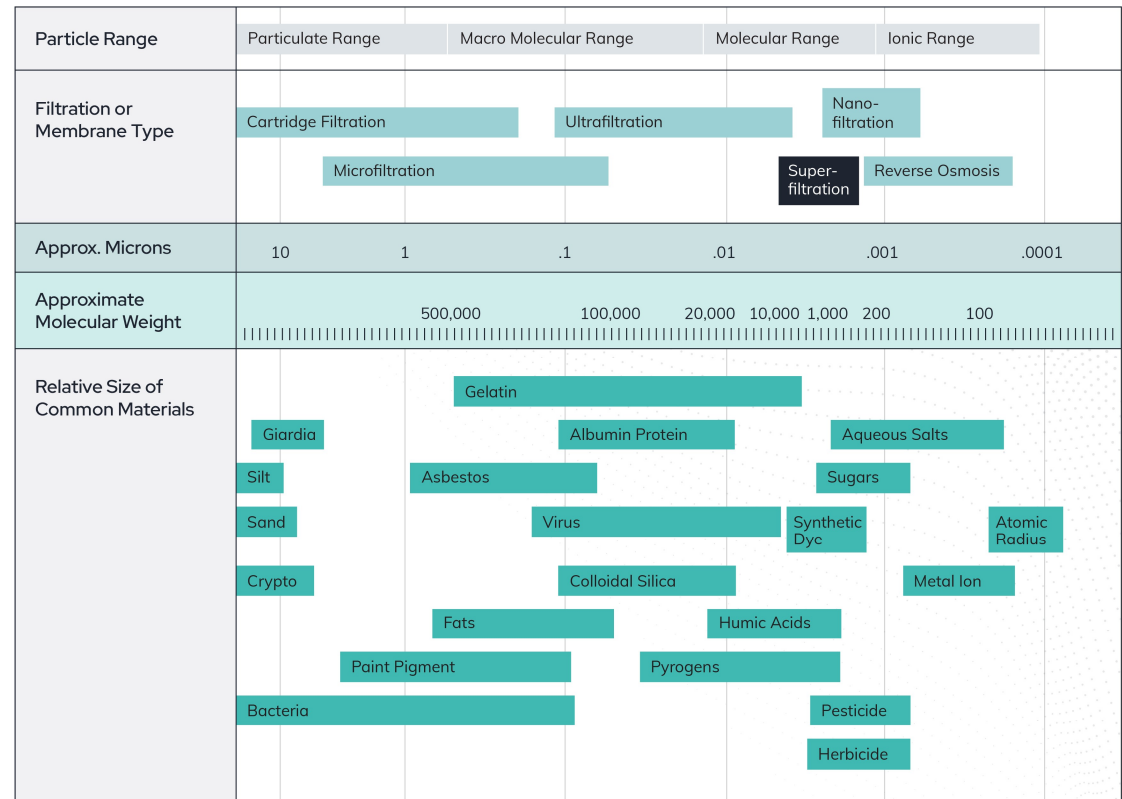 Particle Range
Particulate Range
Macro Molecular Range
Molecular Range
Ionic Range
Filtration or
Membrane Type
Cartridge Filtration
Ultrafiltration
Nano-
filtration
Microfiltration
Super-
filtration
Reverse Osmosis
Approx. Microns
10
1
.1
.01
.001
.0001
Approximate
Molecular Weight
500,000
100,000
20,000
10,000
1,000
200
100
Relative Size of
Common Materials
Gelatin
Giardia
Albumin Protein
Aqueous Salts
Silt
Asbestos
Sugars
Sand
Virus
Synthetic
Dye
Atomic
Radius
Crypto
Colloidal Silica
Metal Ion
Fats
Humic Acids
Paint Pigment
Pyrogens
Bacteria
Pesticide
Herbicide